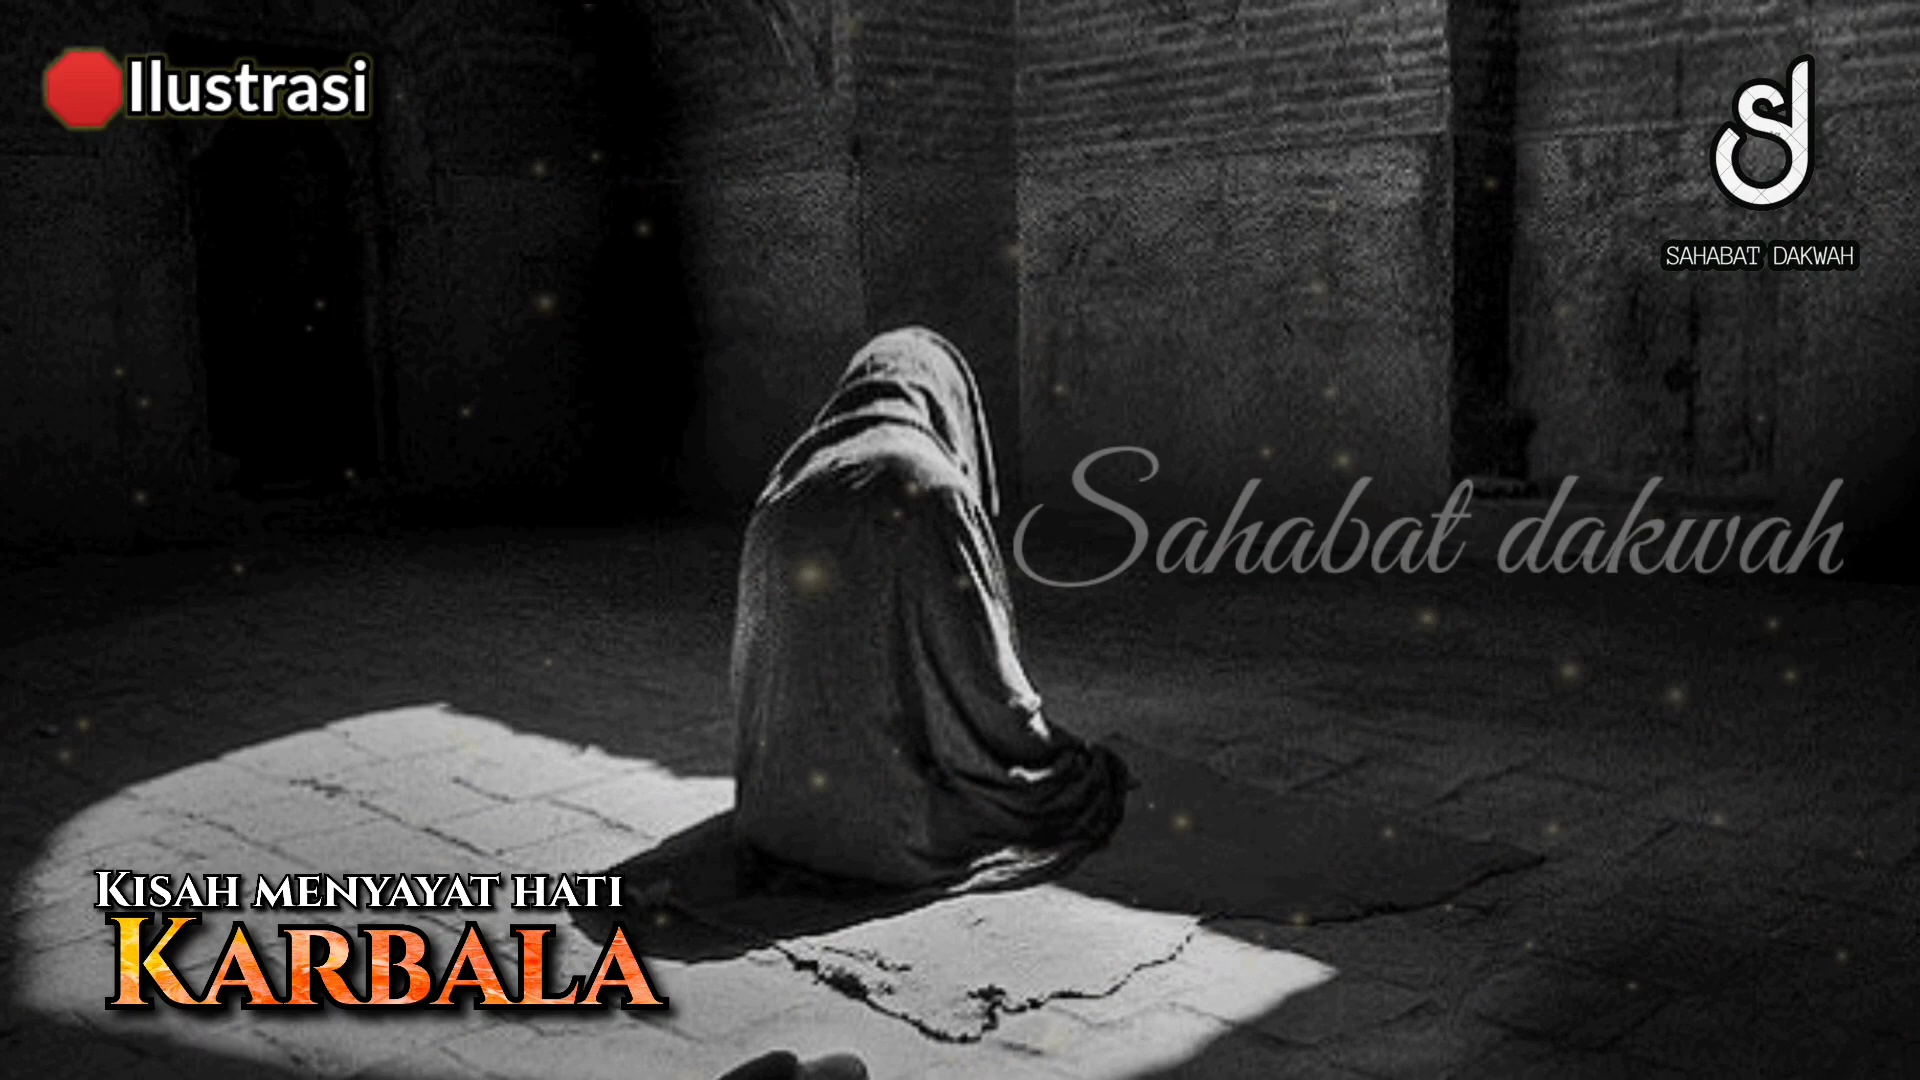 Ilustrasi
SAHABAT DAKWAH
Sahabat dakwah
KISAH MENYAYAT HATI
KARBALA